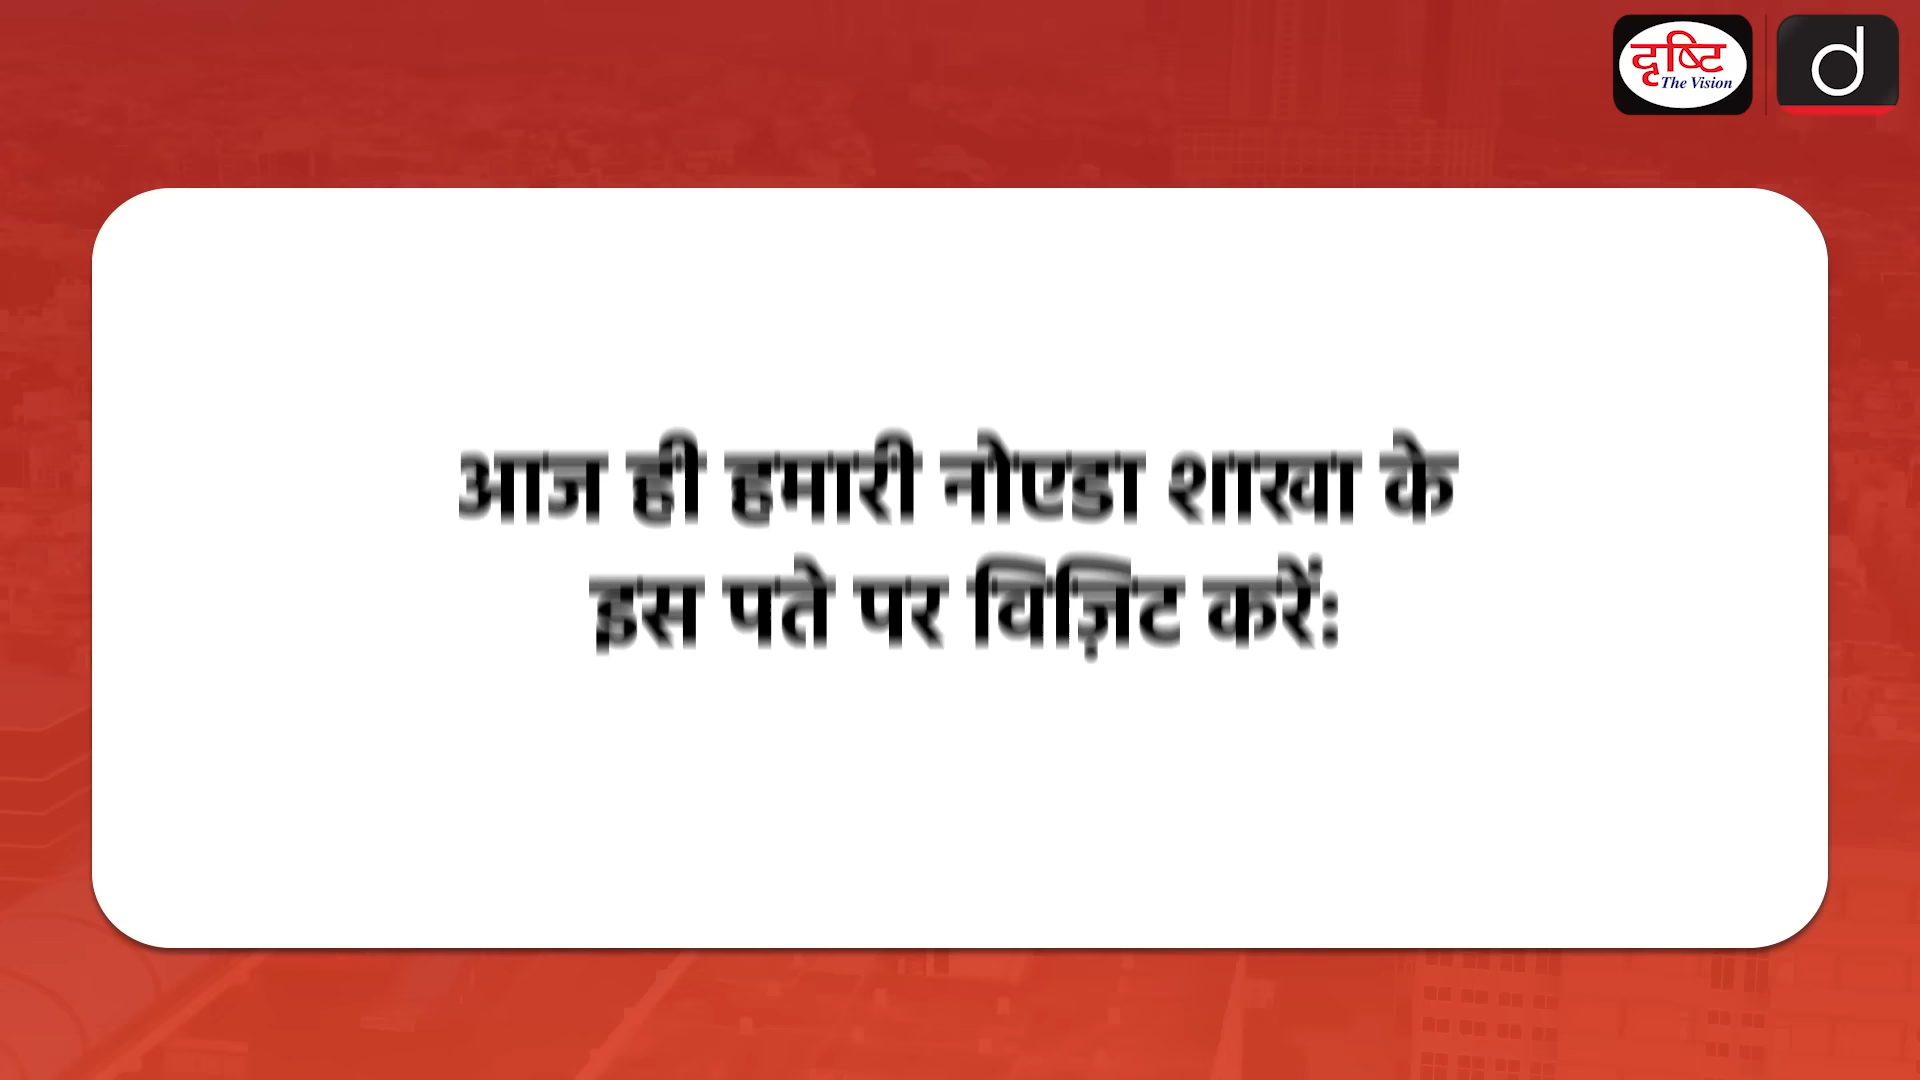 दृष्टि
The Vision
d
आज ही हमारी नोएडा शाखा के
इस पते पर विज़िट करें: